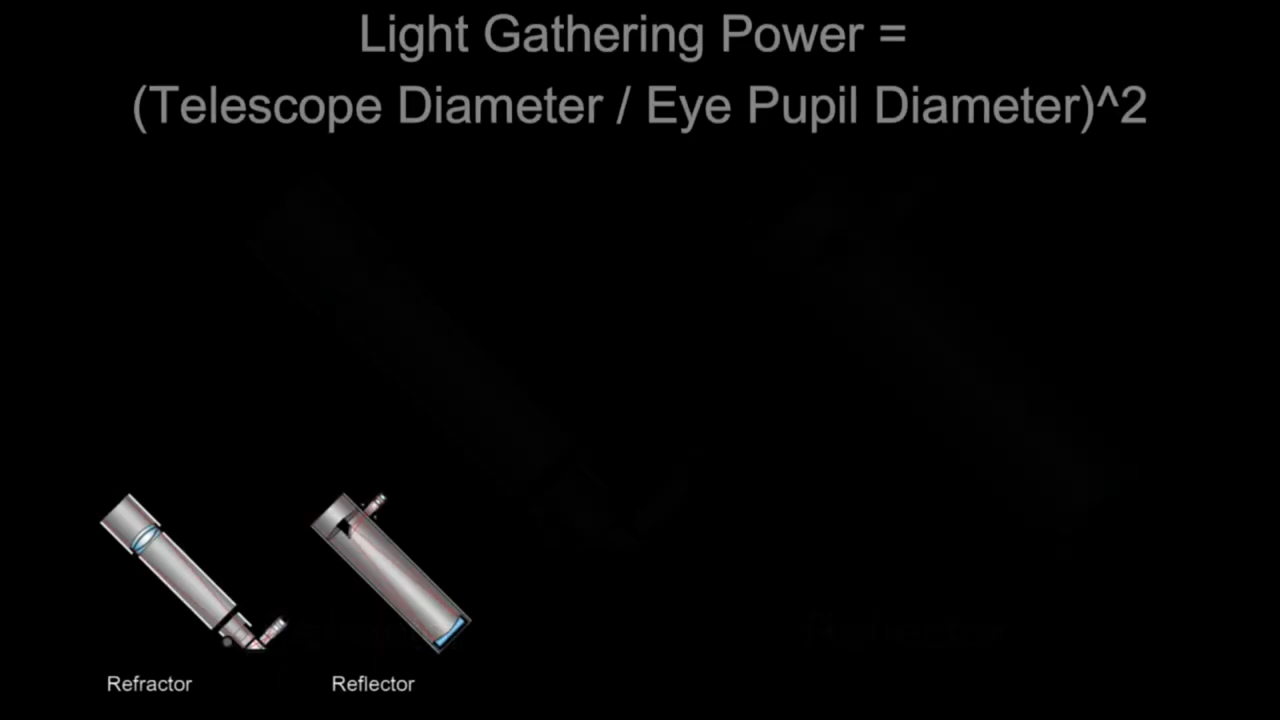 Light Gathering Power =
(Telescope Diameter / Eye Pupil Diameter)^2
Refractor
Reflector